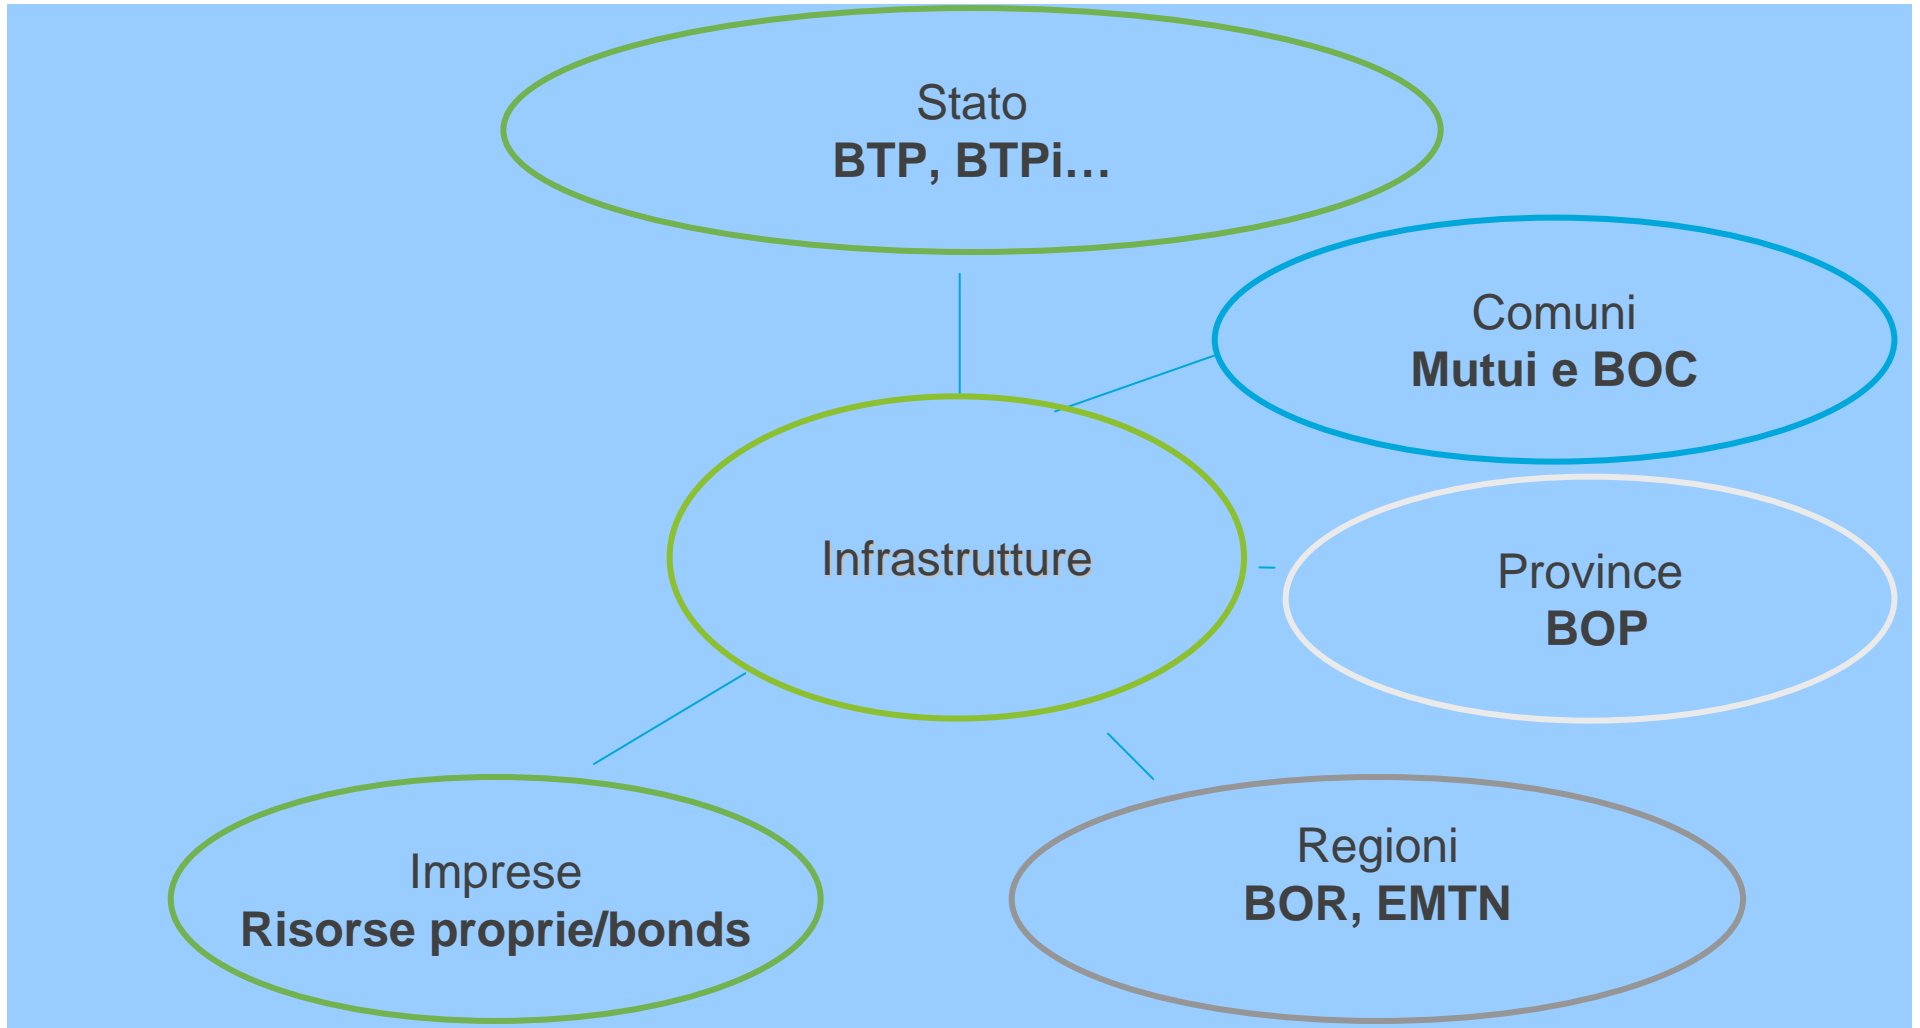 Stato
BTP, BTPi…
Comuni
Mutui e BOC
Infrastrutture
Province
BOP
Imprese
Risorse proprie/bonds
Regioni
BOR, EMTN